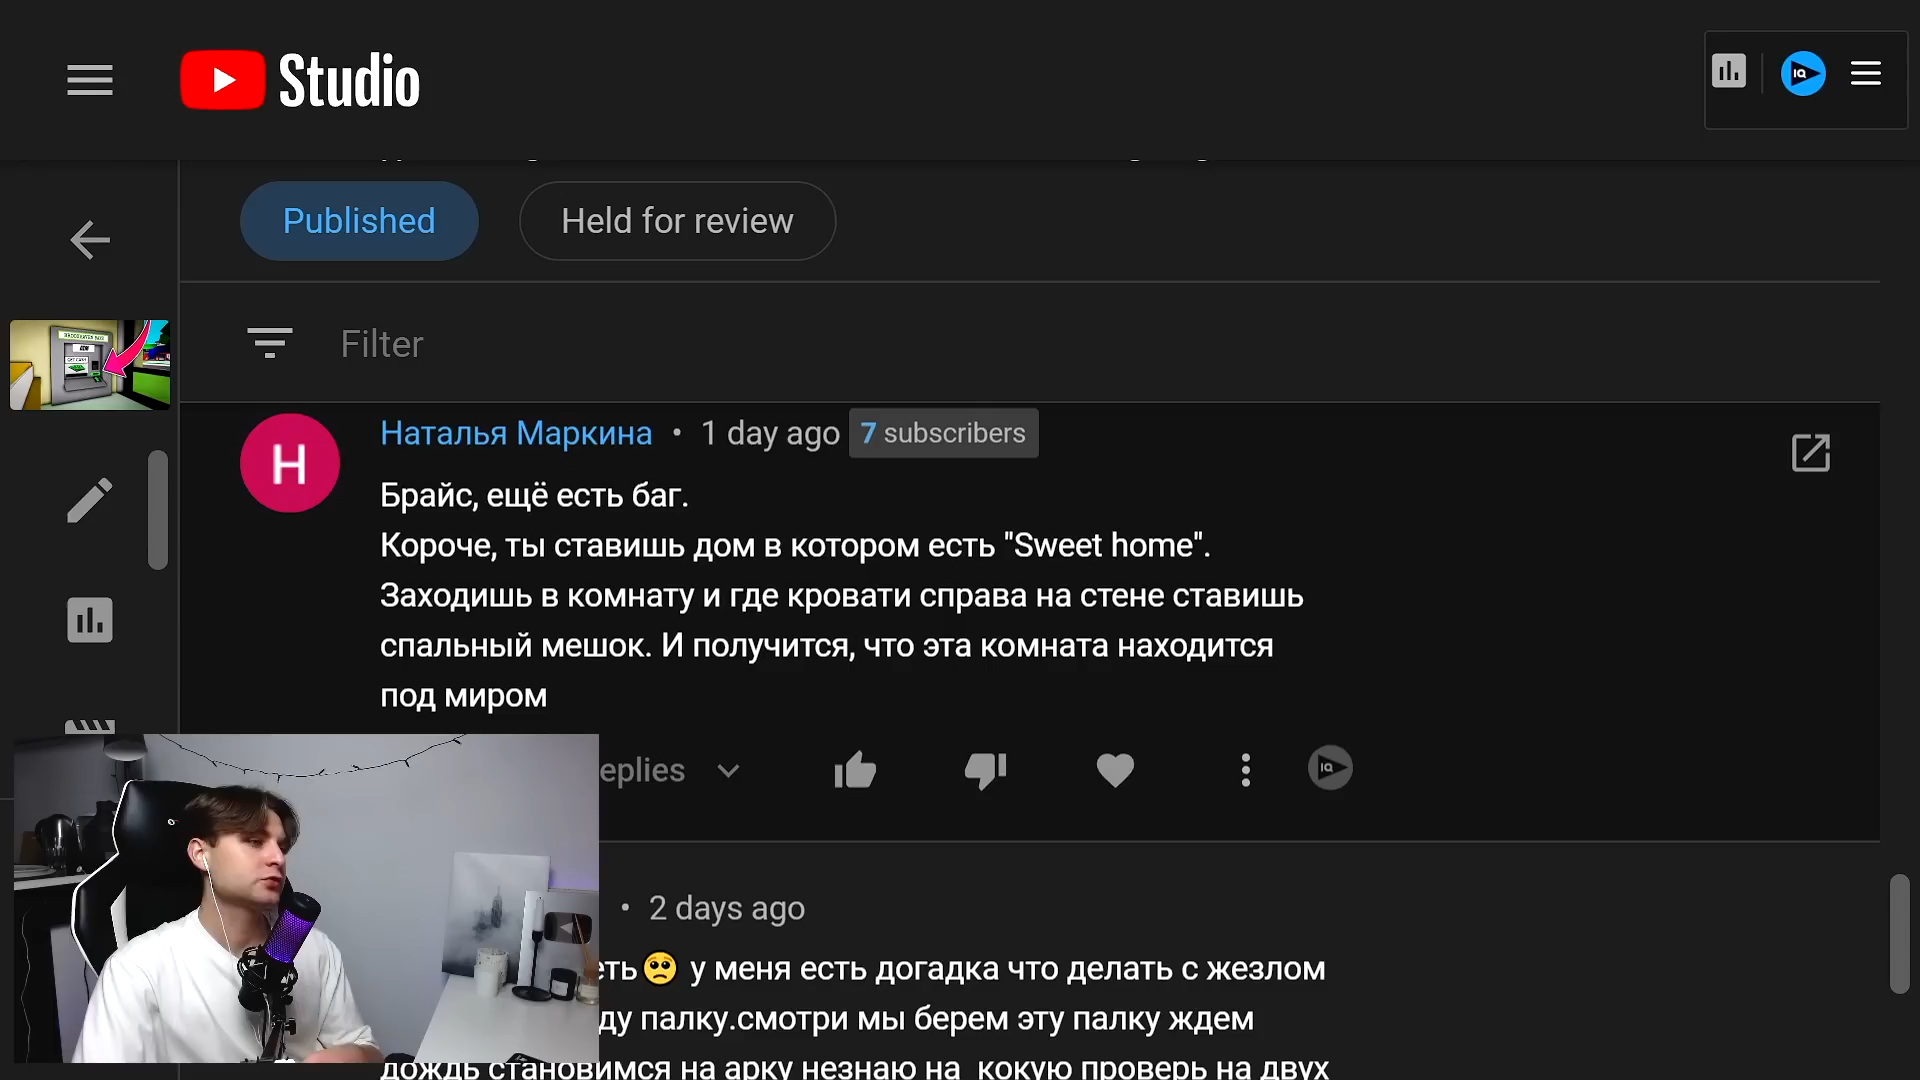 Studio
Published
Held for review
Filter
Наталья Маркина • 1 day ago 7 subscribers
Н
Брайс, ещё есть баг.
Короче, ты ставишь дом в котором есть "Sweet home".
Заходишь в комнату и где кровати справа на стене ставишь
спальный мешок. И получится, что эта комната находится
под миром
eplies
• 2 days ago
еть🥺 у меня есть догадка что делать с жезлом
ду палку.смотри мы берем эту палку ждем
дождь становимся на арку незнаю на кокую проверь на двух